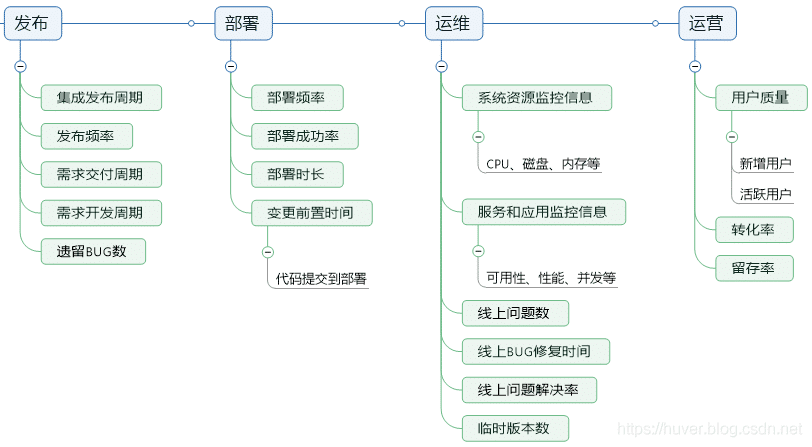 发布
集成发布周期
发布频率
需求交付周期
需求开发周期
遗留BUG数
部署
部署频率
部署成功率
部署时长
变更前置时间
代码提交到部署
运维
系统资源监控信息
CPU、磁盘、内存等
服务和应用监控信息
可用性、性能、并发等
线上问题数
线上BUG修复时间
线上问题解决率
临时版本数
运营
用户质量
新增用户
活跃用户
转化率
留存率
https://huver.blog.csdn.net